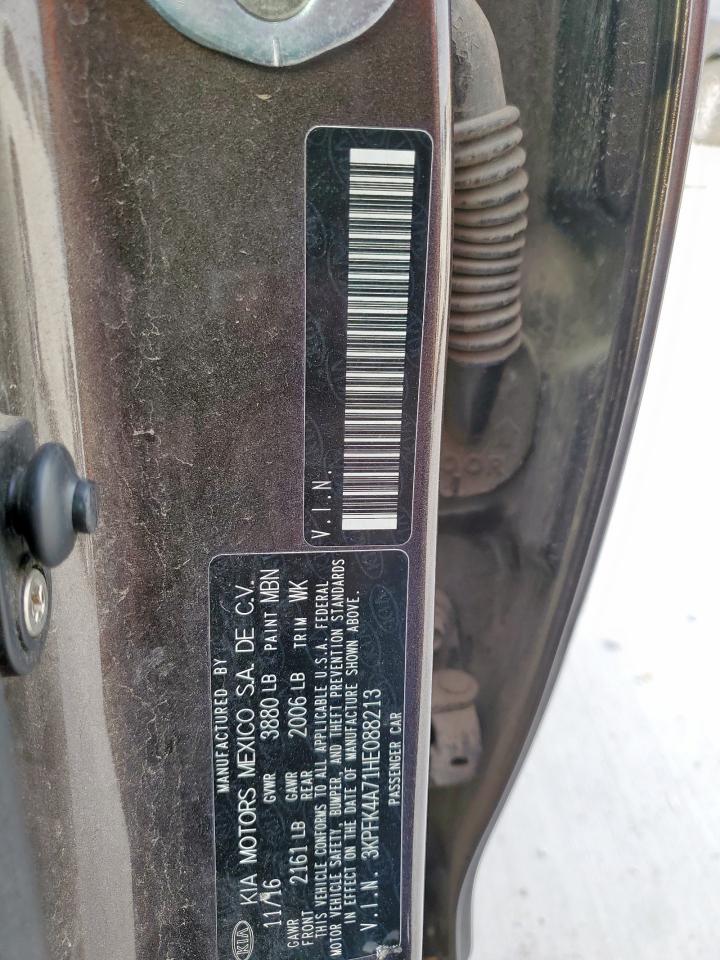 V.I.N.
MANUFACTURED BY
KIA KIA MOTORS MEXICO S.A. DE C.V.
11/16 GVWR 3880 LB PAINT MBN
GAWR FRONT 2161 LB GAWR REAR 2006 LB TRIM WK
THIS VEHICLE CONFORMS TO ALL APPLICABLE U.S.A. FEDERAL
MOTOR VEHICLE SAFETY, BUMPER, AND THEFT PREVENTION STANDARDS
IN EFFECT ON THE DATE OF MANUFACTURE SHOWN ABOVE.
V.I.N. 3KPFK4A71HE088213
PASSENGER CAR